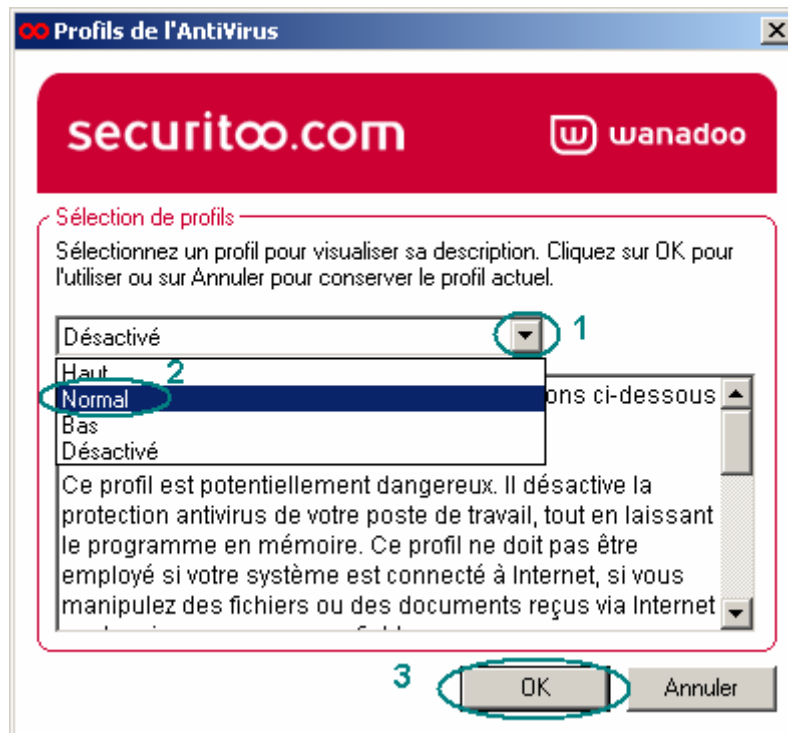 Profils de l'AntiVirus
securitoo.com
wanadoo
Sélection de profils
Sélectionnez un profil pour visualiser sa description. Cliquez sur OK pour
l'utiliser ou sur Annuler pour conserver le profil actuel.
Désactivé
1
Haut
2
Normal
ons ci-dessous
Bas
Désactivé
Ce profil est potentiellement dangereux. Il désactive la
protection antivirus de votre poste de travail, tout en laissant
le programme en mémoire. Ce profil ne doit pas être
employé si votre système est connecté à Internet, si vous
manipulez des fichiers ou des documents reçus via Internet
3
OK
Annuler